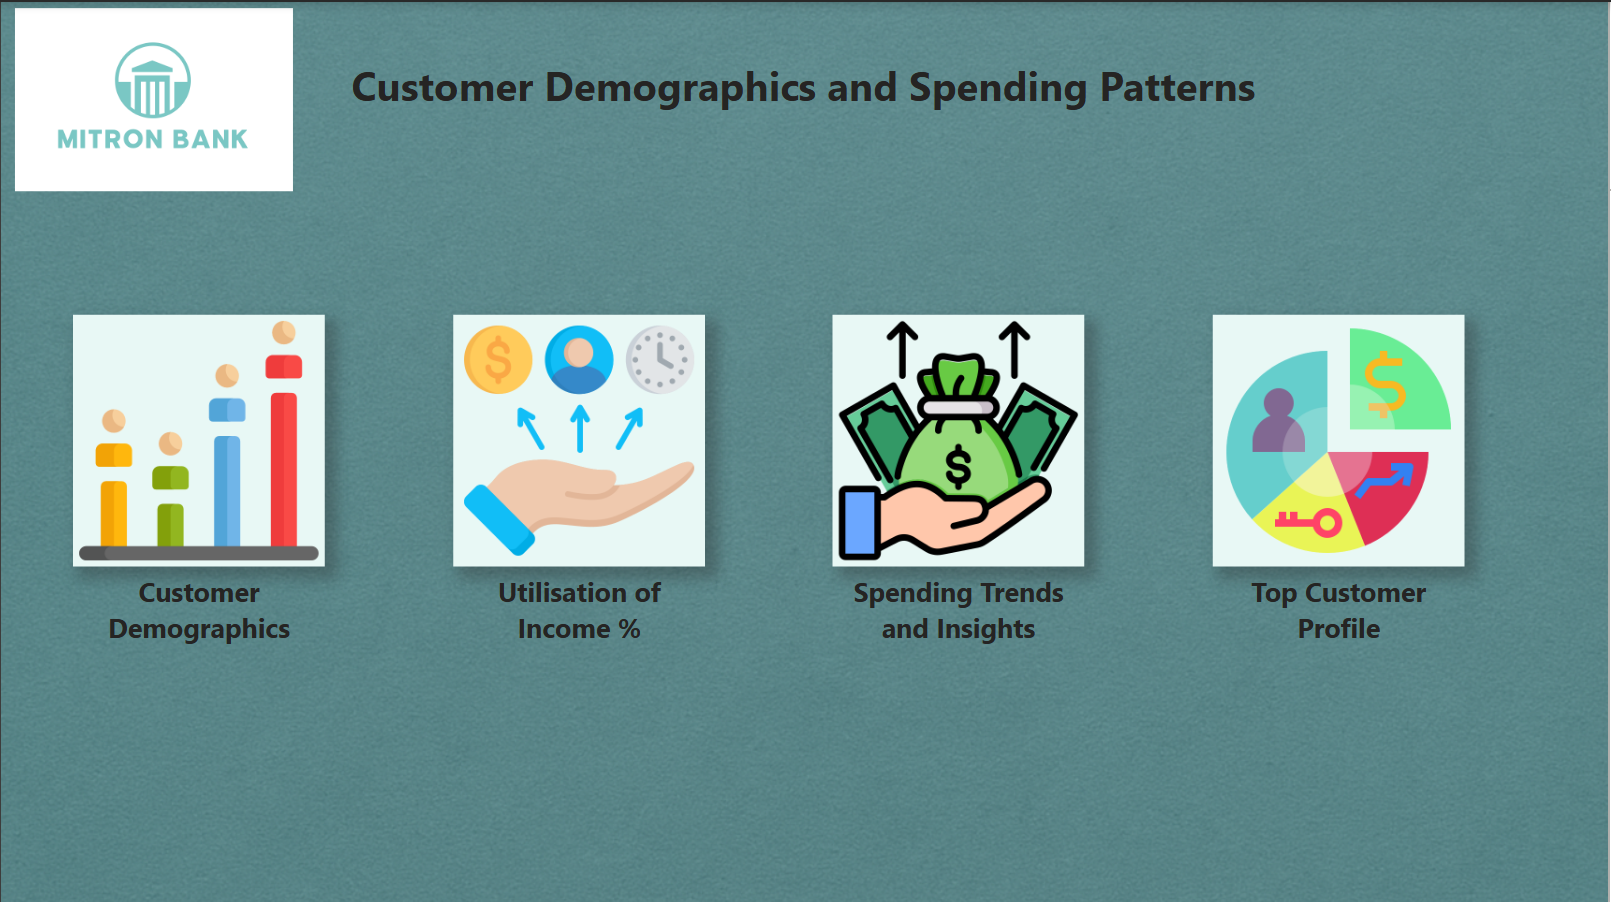 MITRON BANK
Customer Demographics and Spending Patterns
Customer
Demographics
Utilisation of
Income %
Spending Trends
and Insights
Top Customer
Profile